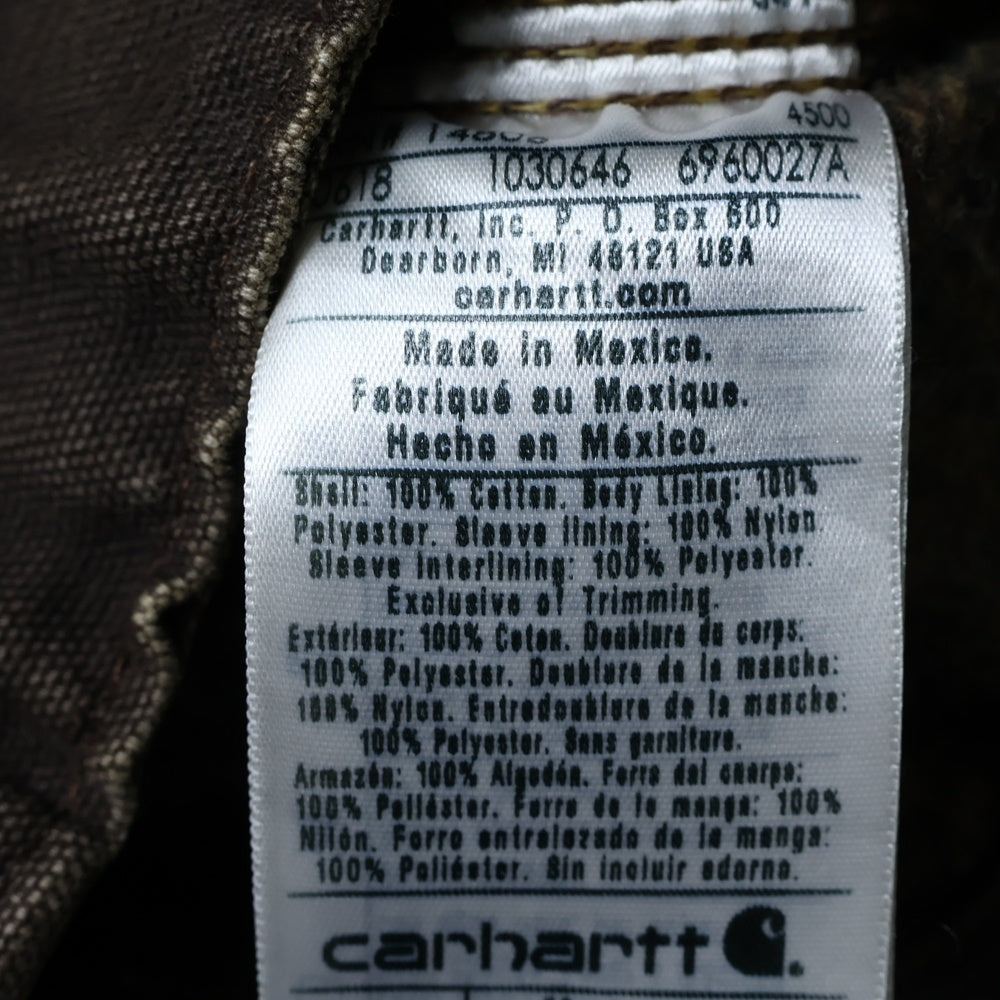 4500
1030646 6960027A
Carhartt, Inc. P. O. Box 600
Dearborn, MI 48121 USA
carhartt.com
Made in Mexico.
Fabriqué au Mexique.
Hecho en México.
Shell: 100% Cotton. Body Lining: 100%
Polyester. Sleeve lining: 100% Nylon
Sleeve Interlining: 100% Polyester.
Exclusive of Trimming.
Extérieur: 100% Coton. Doublure du corps:
100% Polyester. Doublure de la manche:
100% Nylon. Entredoublure de la manche:
100% Polyester. Sans garniture.
Armazón: 100% Algodón. Forro del cuerpo:
100% Poliéster. Forro de la manga: 100%
Nilón. Forro entrelazado de la manga:
100% Poliéster. Sin incluir adorno.
carhartt